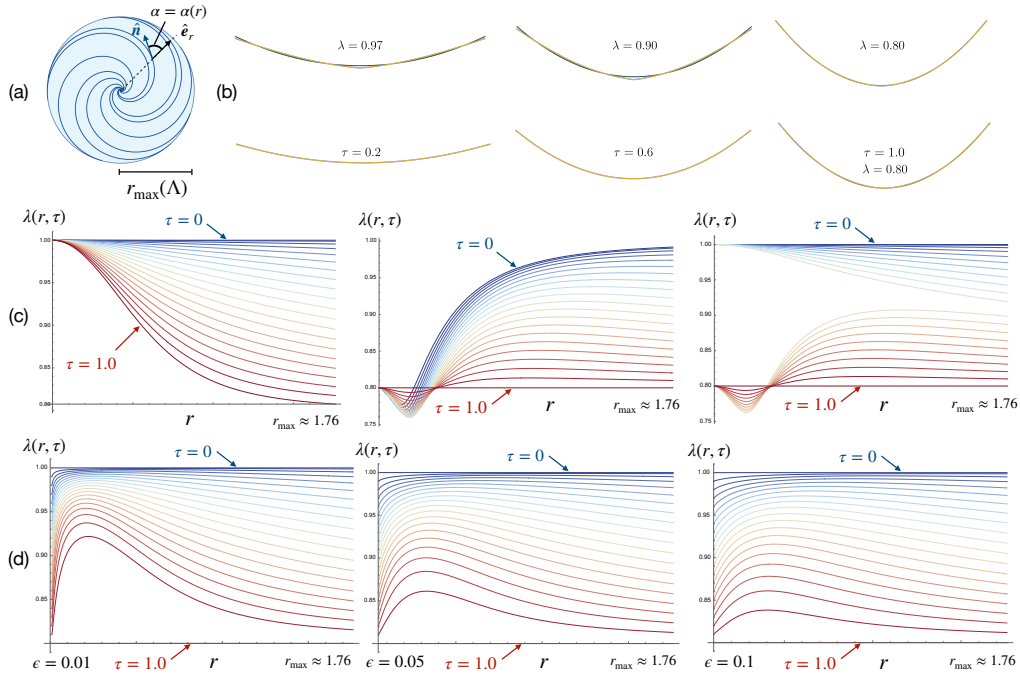 α = α(r)
n̂
ê_r
(a)
r_max(Λ)
(b)
λ = 0.97
λ = 0.90
λ = 0.80
τ = 0.2
τ = 0.6
τ = 1.0
λ = 0.80
(c)
λ(r, τ)
τ = 0
1.00
0.95
0.90
0.85
0.80
τ = 1.0
r
r_max ≈ 1.76
λ(r, τ)
τ = 0
1.00
0.95
0.90
0.85
0.80
0.75
τ = 1.0
r
r_max ≈ 1.76
λ(r, τ)
τ = 0
1.00
0.95
0.90
0.85
0.80
0.75
τ = 1.0
r
r_max ≈ 1.76
(d)
λ(r, τ)
τ = 0
1.00
0.95
0.90
0.85
ϵ = 0.01
τ = 1.0
r
r_max ≈ 1.76
λ(r, τ)
τ = 0
1.00
0.95
0.90
0.85
ϵ = 0.05
τ = 1.0
r
r_max ≈ 1.76
λ(r, τ)
τ = 0
1.00
0.95
0.90
0.85
ϵ = 0.1
τ = 1.0
r
r_max ≈ 1.76